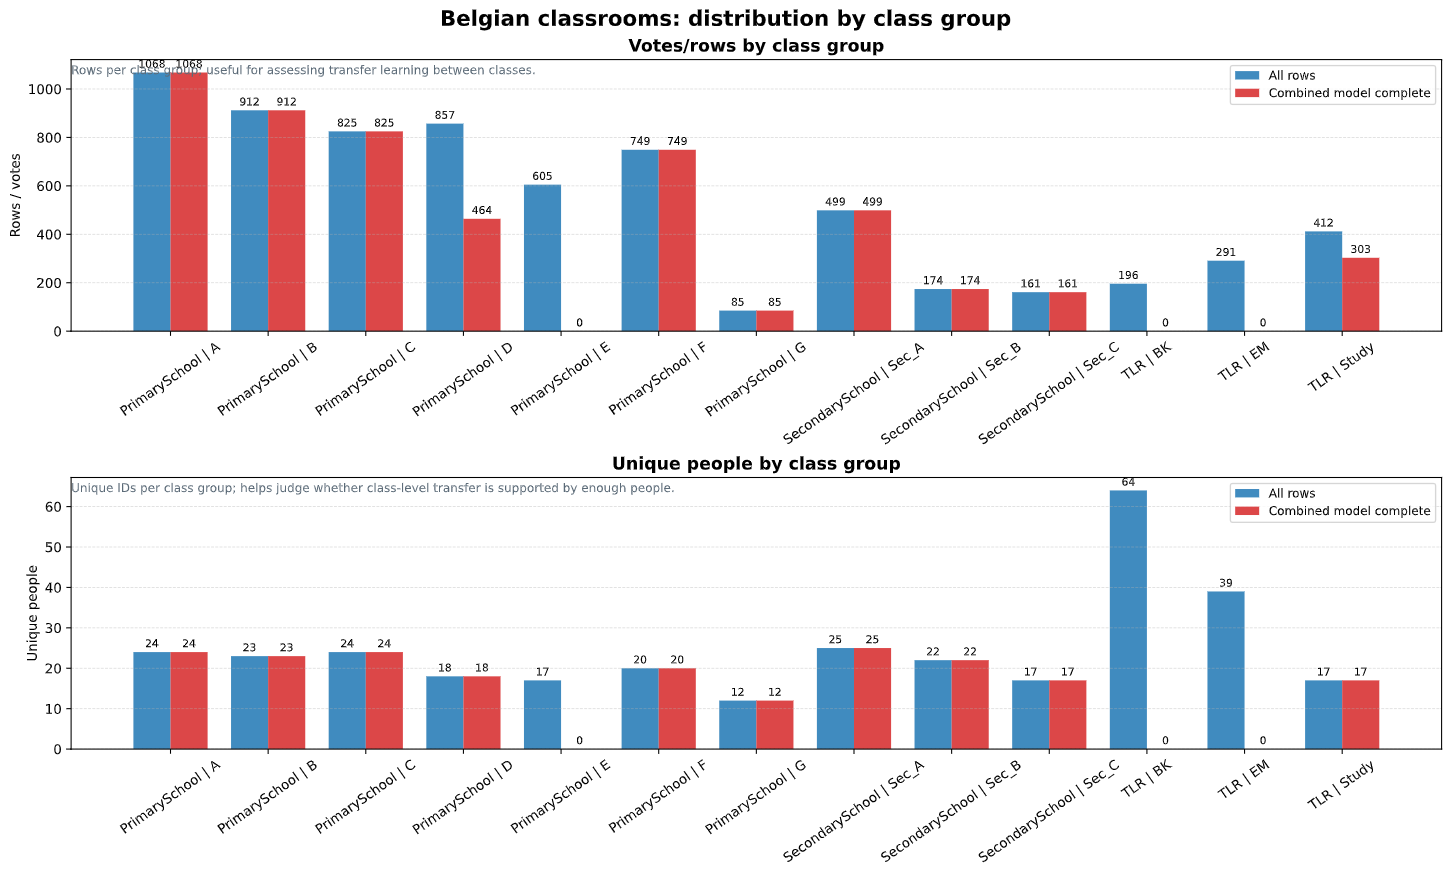 Belgian classrooms: distribution by class group
Votes/rows by class group
Rows per class group; useful for assessing transfer learning between classes.
All rows
Combined model complete
Rows / votes
1000
800
600
400
200
0
1068 1068
912 912
825 825
857 464
605 0
749 749
85 85
499 499
174 174
161 161
196 0
291 0
412 303
PrimarySchool | A
PrimarySchool | B
PrimarySchool | C
PrimarySchool | D
PrimarySchool | E
PrimarySchool | F
PrimarySchool | G
SecondarySchool | Sec_A
SecondarySchool | Sec_B
SecondarySchool | Sec_C
TLR | BK
TLR | EM
TLR | Study
Unique people by class group
Unique IDs per class group; helps judge whether class-level transfer is supported by enough people.
All rows
Combined model complete
Unique people
60
50
40
30
20
10
0
24 24
23 23
24 24
18 18
17 0
20 20
12 12
25 25
22 22
17 17
64 0
39 0
17 17
PrimarySchool | A
PrimarySchool | B
PrimarySchool | C
PrimarySchool | D
PrimarySchool | E
PrimarySchool | F
PrimarySchool | G
SecondarySchool | Sec_A
SecondarySchool | Sec_B
SecondarySchool | Sec_C
TLR | BK
TLR | EM
TLR | Study